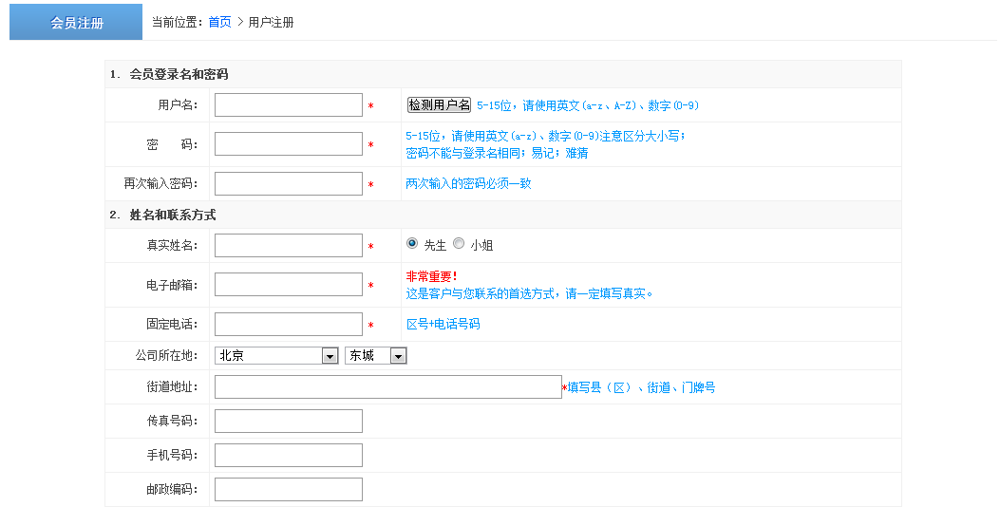 会员注册 当前位置: 首页 > 用户注册
1. 会员登录名和密码
用户名: * 检测用户名 5-15位, 请使用英文(a-z、A-Z)、数字(0-9)
密 码: * 5-15位, 请使用英文(a-z)、数字(0-9)注意区分大小写;
密码不能与登录名相同; 易记; 难猜
再次输入密码: * 两次输入的密码必须一致
2. 姓名和联系方式
真实姓名: * 先生 小姐
电子邮箱: * 非常重要!
这是客户与您联系的首选方式, 请一定填写真实。
固定电话: * 区号+电话号码
公司所在地: 北京 东城
街道地址: *填写县（区）、街道、门牌号
传真号码:
手机号码:
邮政编码: